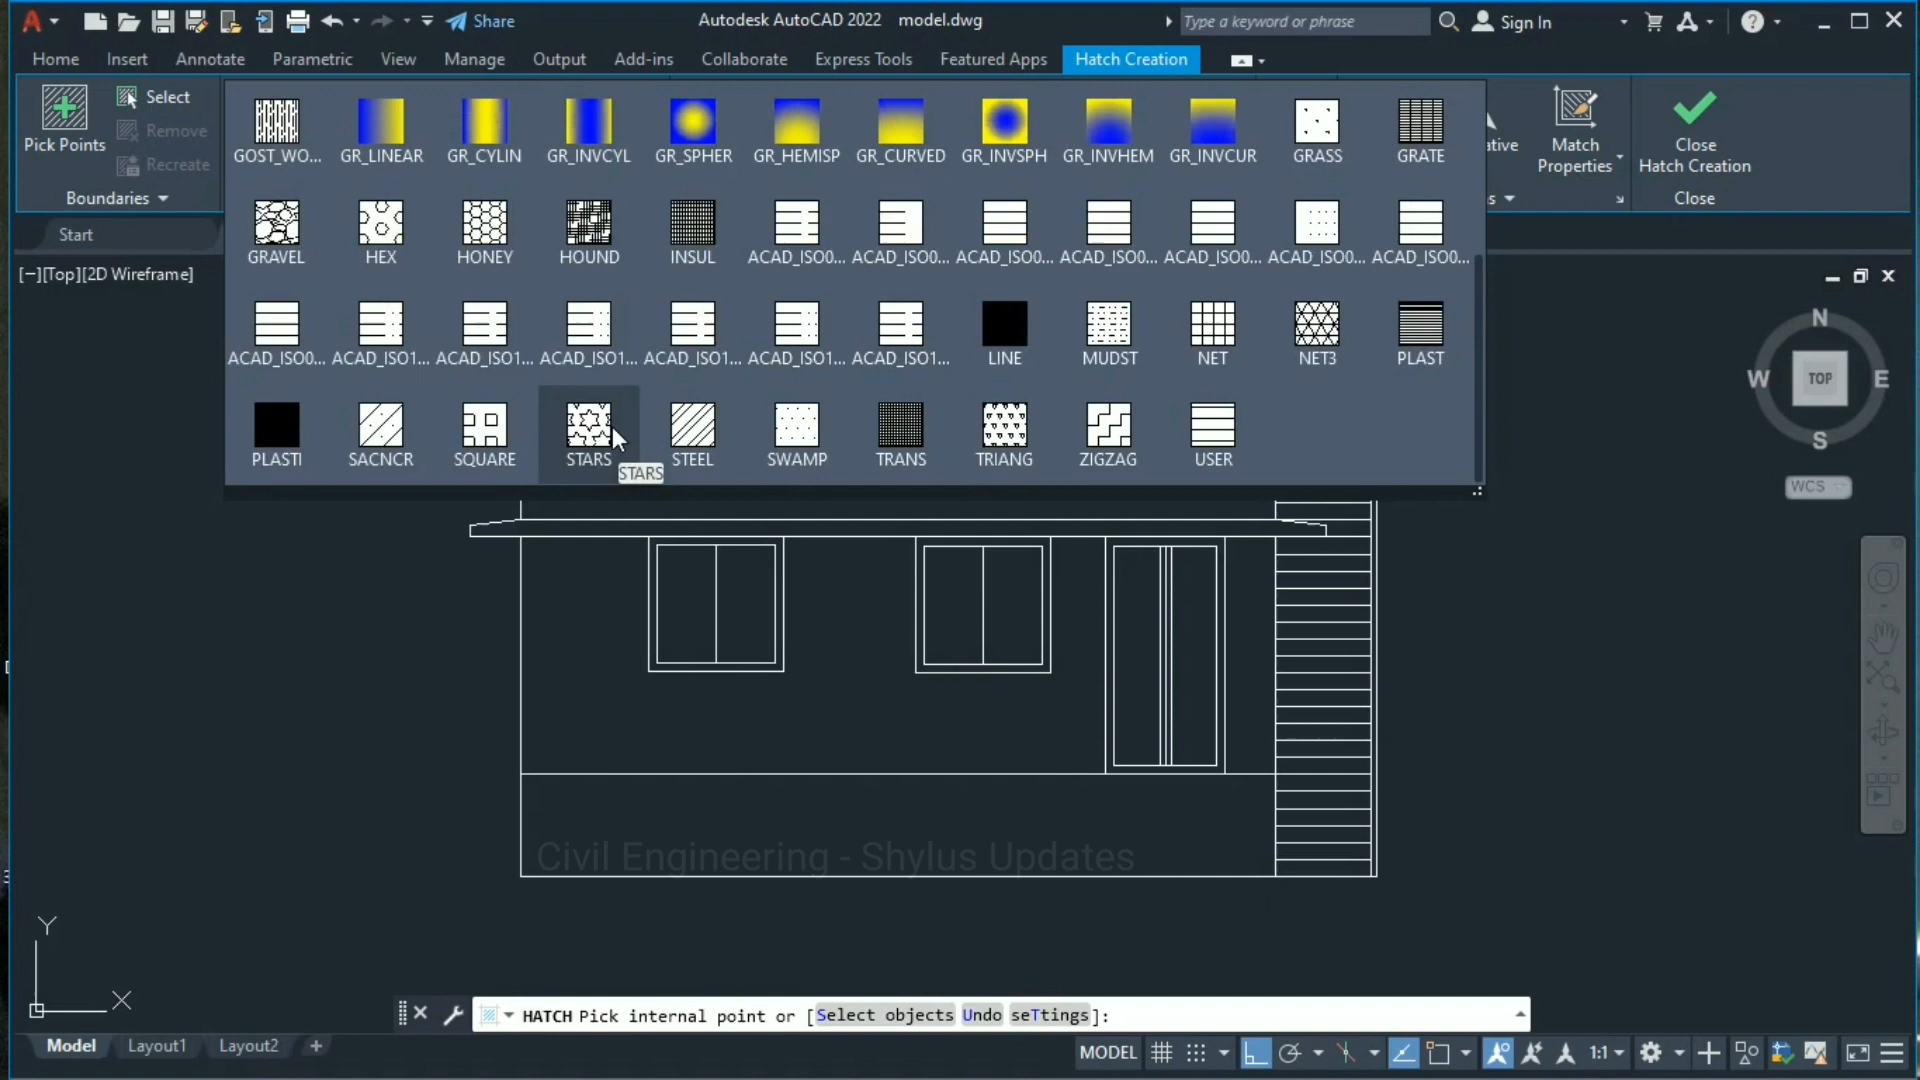 Share
Autodesk AutoCAD 2022 model.dwg
Type a keyword or phrase
Sign In
Home Insert Annotate Parametric View Manage Output Add-ins Collaborate Express Tools Featured Apps Hatch Creation
Pick Points
Select
Remove
Recreate
Boundaries
GOST_WO... GR_LINEAR GR_CYLIN GR_INVCYL GR_SPHER GR_HEMISP GR_CURVED GR_INVSPH GR_INVHEM GR_INVCUR GRASS GRATE
GRAVEL HEX HONEY HOUND INSUL ACAD_ISO0... ACAD_ISO0... ACAD_ISO0... ACAD_ISO0... ACAD_ISO0... ACAD_ISO0... ACAD_ISO0...
ACAD_ISO0... ACAD_ISO1... ACAD_ISO1... ACAD_ISO1... ACAD_ISO1... ACAD_ISO1... ACAD_ISO1... LINE MUDST NET NET3 PLAST
PLASTI SACNCR SQUARE STARS STEEL SWAMP TRANS TRIANG ZIGZAG USER
STARS
ative
Match
Properties
Close
Hatch Creation
s
Close
Start
[−][Top][2D Wireframe]
N
W TOP E
S
WCS
Civil Engineering - Shylus Updates
Y
X
HATCH Pick internal point or [Select objects Undo seTtings]:
Model Layout1 Layout2 +
MODEL 1:1